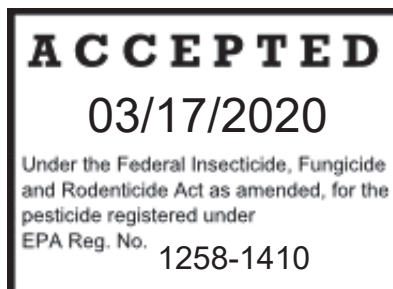 ACCEPTED
03/17/2020
Under the Federal Insecticide, Fungicide
and Rodenticide Act as amended, for the
pesticide registered under
EPA Reg. No. 1258-1410